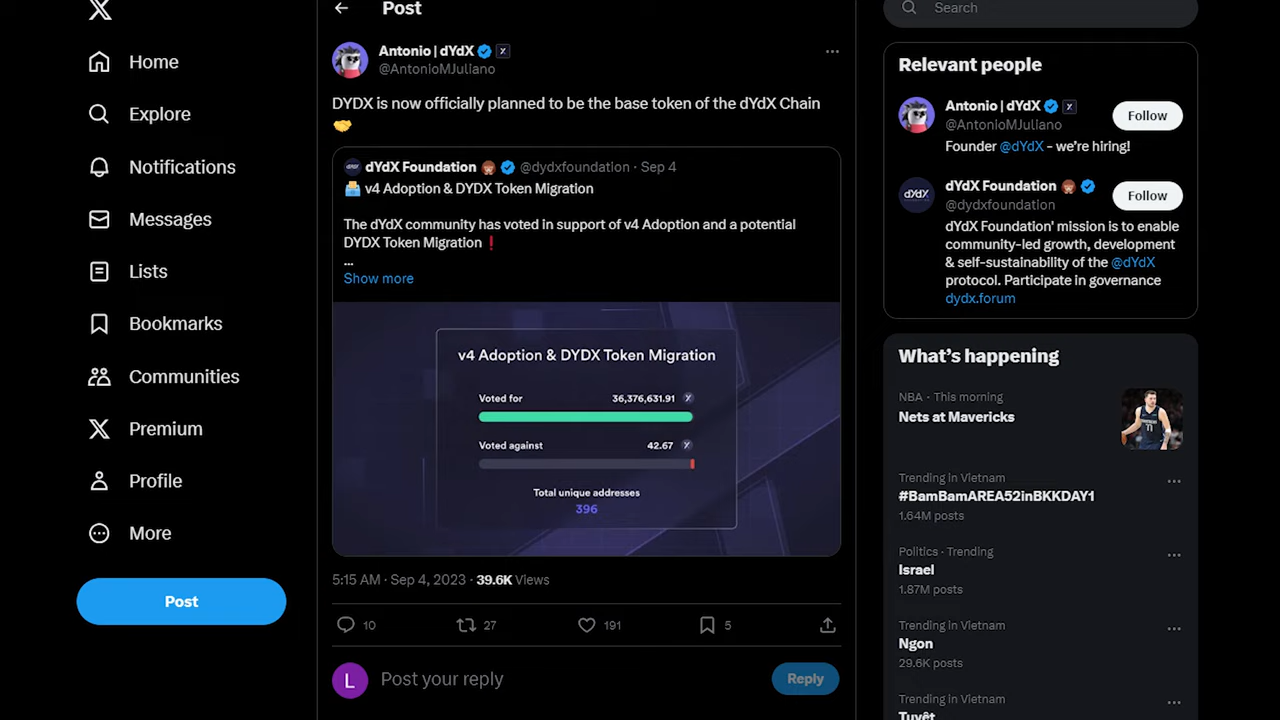 Home
Explore
Notifications
Messages
Lists
Bookmarks
Communities
Premium
Profile
More
Post
Post
Antonio | dYdX
@AntonioMJuliano
DYDX is now officially planned to be the base token of the dYdX Chain
🤝
dYdX Foundation @dydxfoundation · Sep 4
v4 Adoption & DYDX Token Migration
The dYdX community has voted in support of v4 Adoption and a potential
DYDX Token Migration ❗
...
Show more
v4 Adoption & DYDX Token Migration
Voted for 36,376,631.91
Voted against 42.67
Total unique addresses
396
5:15 AM · Sep 4, 2023 · 39.6K Views
10 27 191 5
L Post your reply Reply
Search
Relevant people
Antonio | dYdX
@AntonioMJuliano
Follow
Founder @dYdX - we're hiring!
dYdX
dYdX Foundation
@dydxfoundation
Follow
dYdX Foundation' mission is to enable
community-led growth, development
& self-sustainability of the @dYdX
protocol. Participate in governance
dydx.forum
What's happening
NBA · This morning
Nets at Mavericks
Trending in Vietnam
#BamBamAREA52inBKKDAY1
1.64M posts
Politics · Trending
Israel
1.87M posts
Trending in Vietnam
Ngon
29.6K posts
Trending in Vietnam
Tuyệt